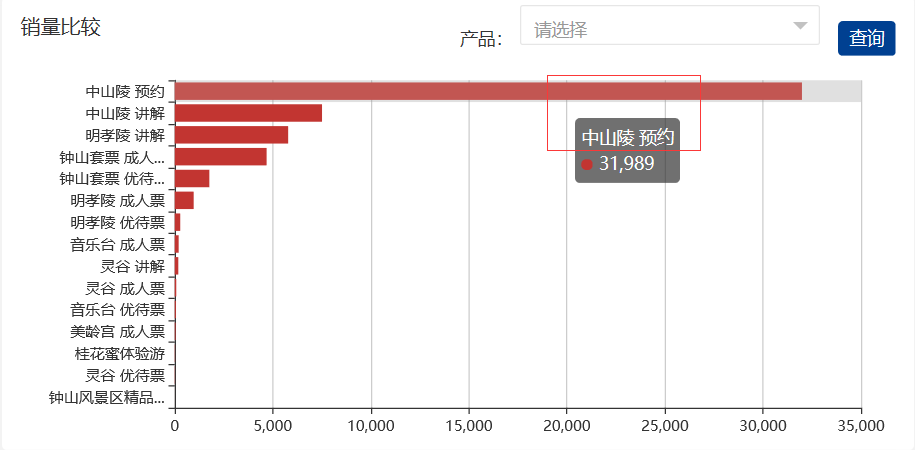 销量比较
产品：
请选择
查询
中山陵 预约
中山陵 讲解
明孝陵 讲解
钟山套票 成人...
钟山套票 优待...
明孝陵 成人票
明孝陵 优待票
音乐台 成人票
灵谷 讲解
灵谷 成人票
音乐台 优待票
美龄宫 成人票
桂花蜜体验游
灵谷 优待票
钟山风景区精品...
中山陵 预约
31,989
0 5,000 10,000 15,000 20,000 25,000 30,000 35,000